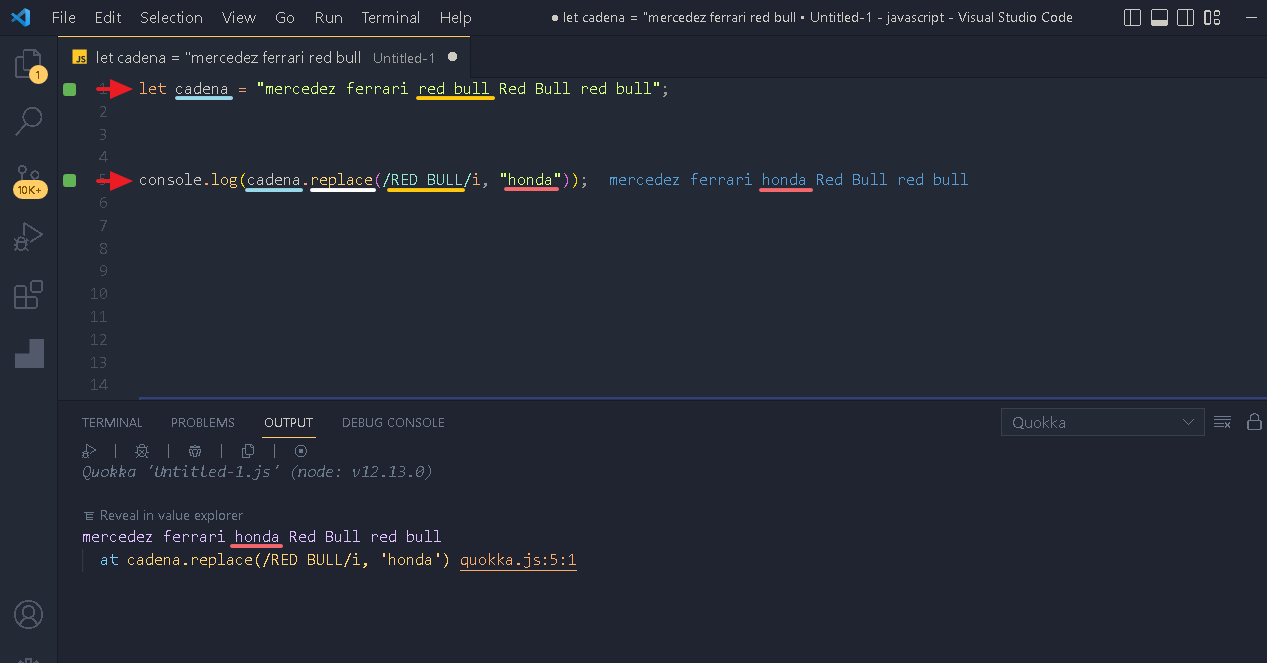 File Edit Selection View Go Run Terminal Help ● let cadena = "mercedez ferrari red bull • Untitled-1 - javascript - Visual Studio Code
JS let cadena = "mercedez ferrari red bull Untitled-1 ●
1
1 let cadena = "mercedez ferrari red bull Red Bull red bull";
2
3
4
10K+
5 console.log(cadena.replace(/RED BULL/i, "honda")); mercedez ferrari honda Red Bull red bull
6
7
8
9
10
11
12
13
14
TERMINAL PROBLEMS OUTPUT DEBUG CONSOLE Quokka
Quokka 'Untitled-1.js' (node: v12.13.0)
Reveal in value explorer
mercedez ferrari honda Red Bull red bull
at cadena.replace(/RED BULL/i, 'honda') quokka.js:5:1